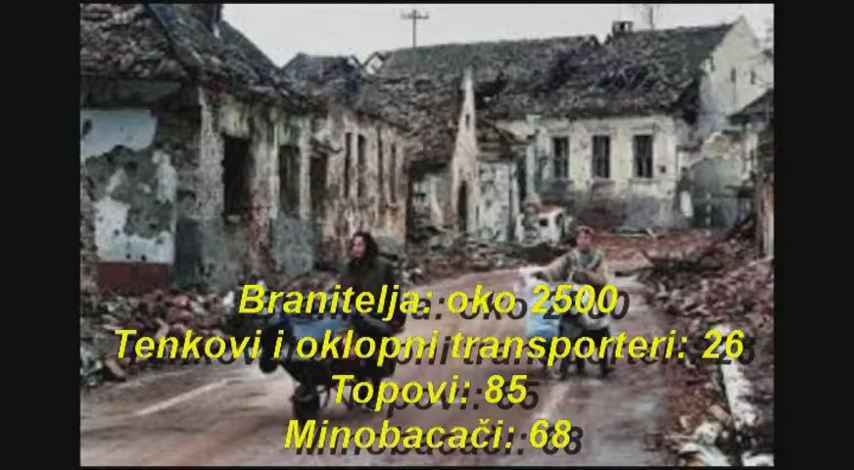 Branitelja: oko 2500
Tenkovi i oklopni transporteri: 26
Topovi: 85
Minobacači: 68